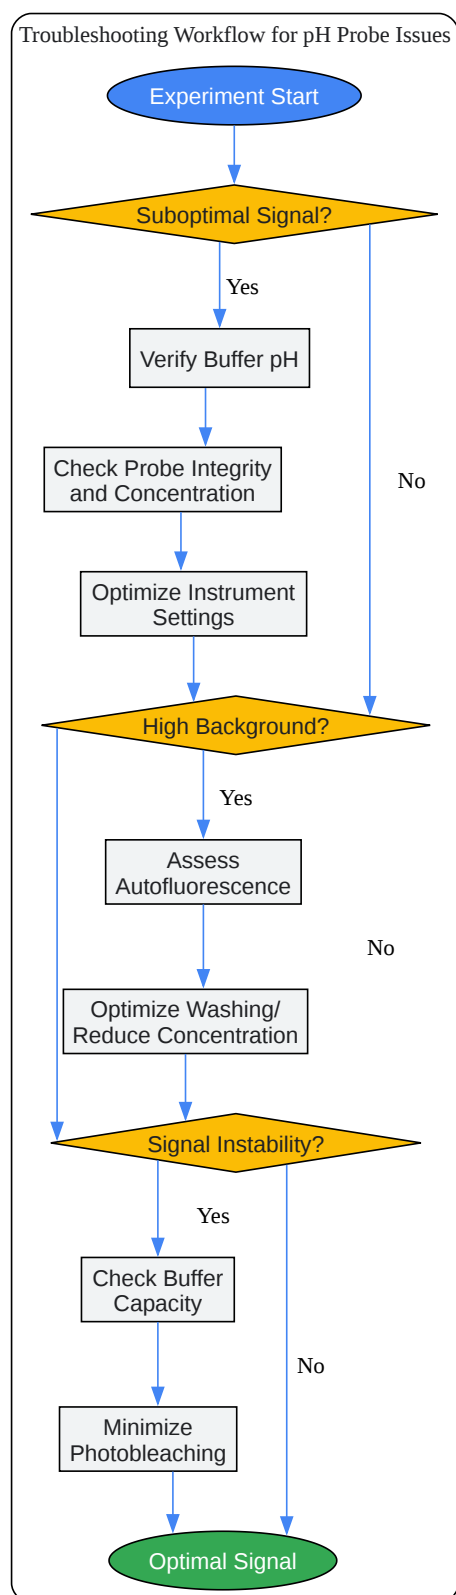 Troubleshooting Workflow for pH Probe Issues
Experiment Start
Suboptimal Signal?
Yes
Verify Buffer pH
Check Probe Integrity
and Concentration
No
Optimize Instrument
Settings
High Background?
Yes
Assess
Autofluorescence
No
Optimize Washing/
Reduce Concentration
Signal Instability?
Yes
Check Buffer
Capacity
No
Minimize
Photobleaching
Optimal Signal